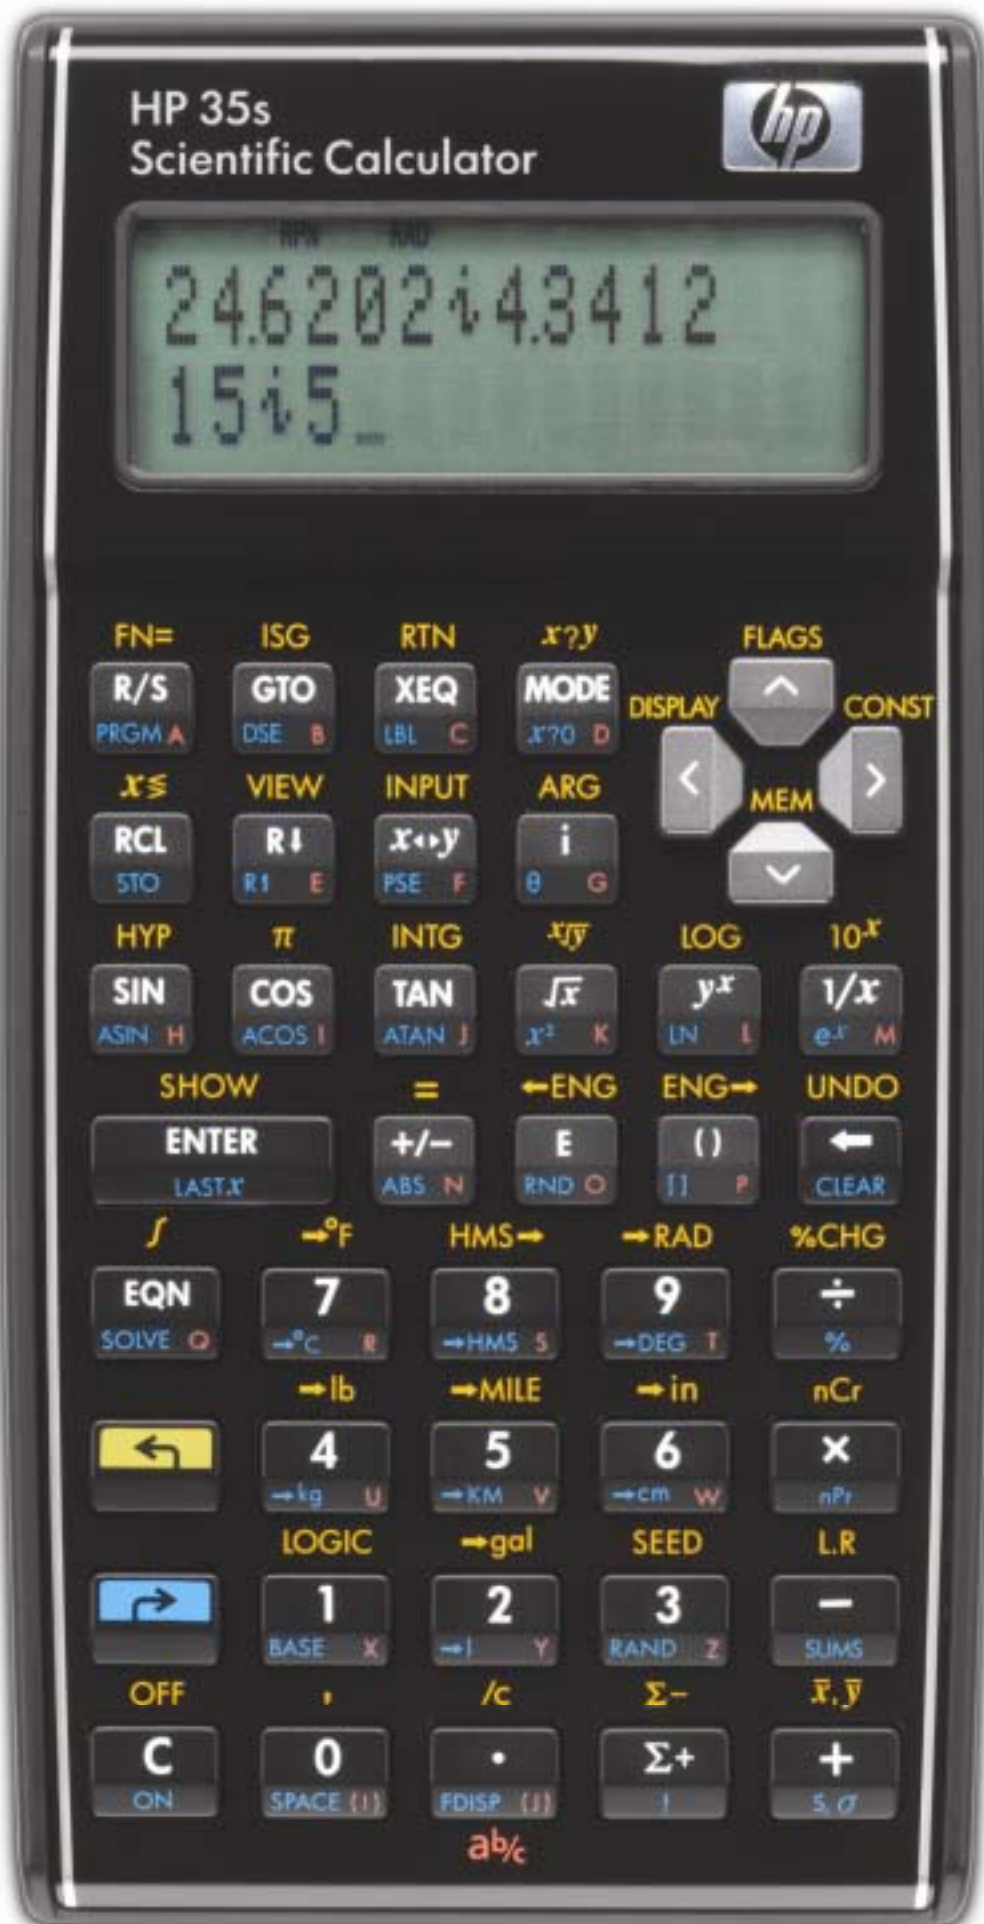 HP 35s
hp
Scientific Calculator
RPN RAD
24.6202i4.3412
15i5_
FN= ISG RTN x?y FLAGS
R/S GTO XEQ MODE
DISPLAY CONST
PRGM A DSE B LBL C x?0 D
x≶ VIEW INPUT ARG MEM
RCL R↓ x↔y i
STO R↑ E PSE F θ G
HYP π INTG x√y LOG 10ˣ
SIN COS TAN √x yˣ 1/x
ASIN H ACOS I ATAN J x² K LN L eˣ M
SHOW = ←ENG ENG→ UNDO
ENTER +/− E () ←
LASTx ABS N RND O [] P CLEAR
∫ →°F HMS→ →RAD %CHG
EQN 7 8 9 ÷
SOLVE Q →°C R →HMS S →DEG T %
→lb →MILE →in nCr
4 5 6 ×
→kg U →KM V →cm W nPr
LOGIC →gal SEED L.R
1 2 3 −
BASE X →l Y RAND Z SUMS
OFF , /c Σ− x̅,y̅
C 0 . Σ+ +
ON SPACE (I) FDISP (J) ! S,σ
ab/c